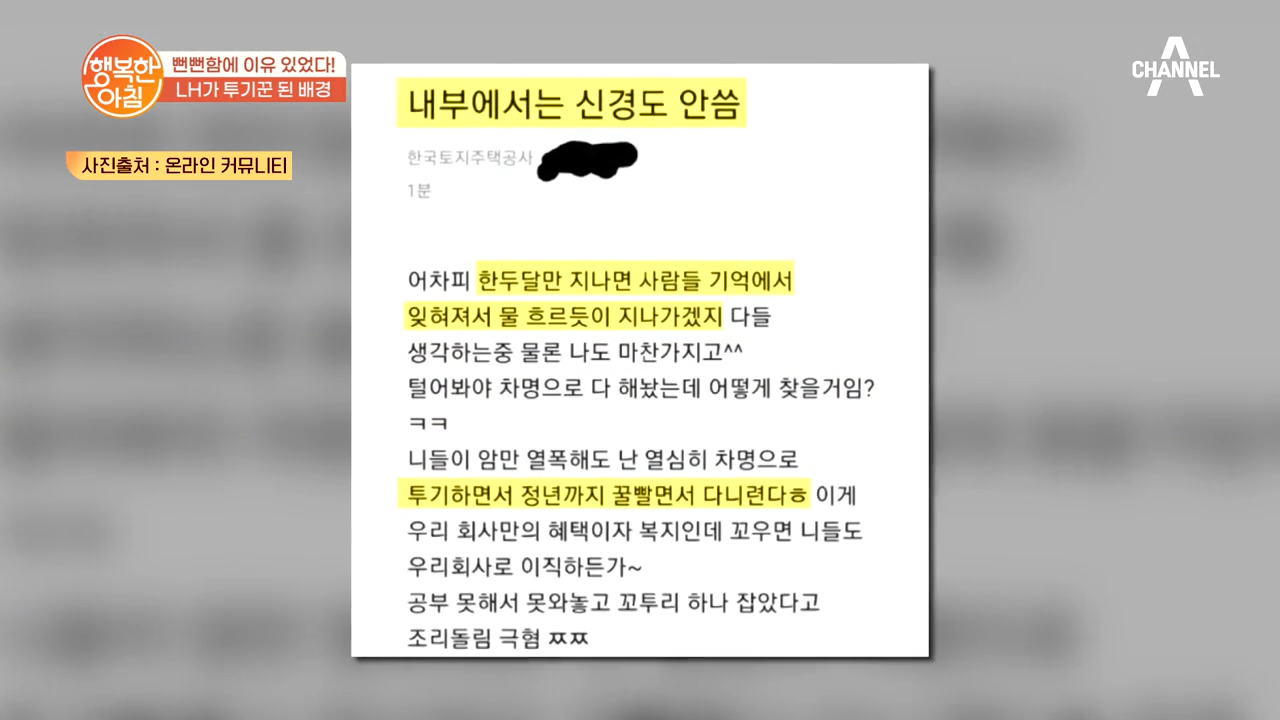 행복한
아침
뻔뻔함에 이유 있었다!
LH가 투기꾼 된 배경
사진출처 : 온라인 커뮤니티
CHANNEL A
내부에서는 신경도 안씀
한국토지주택공사
1분
어차피 한두달만 지나면 사람들 기억에서
잊혀져서 물 흐르듯이 지나가겠지 다들
생각하는중 물론 나도 마찬가지고^^
털어봐야 차명으로 다 해놨는데 어떻게 찾을거임?
ㅋㅋ
니들이 암만 열폭해도 난 열심히 차명으로
투기하면서 정년까지 꿀빨면서 다니련다ㅎ 이게
우리 회사만의 혜택이자 복지인데 꼬우면 니들도
우리회사로 이직하든가~
공부 못해서 못와놓고 꼬투리 하나 잡았다고
조리돌림 극혐 ㅉㅉ